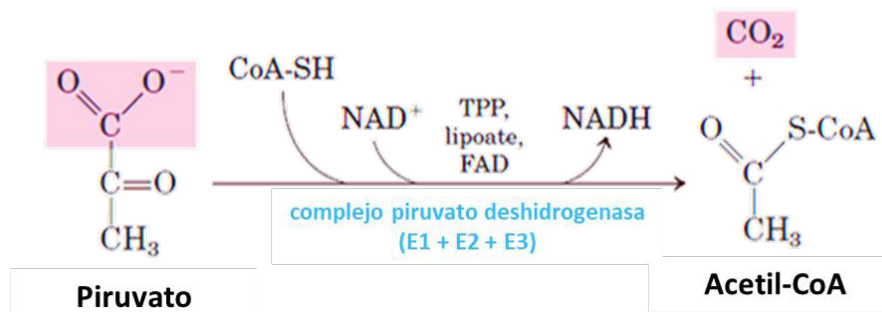 CO₂
+
O O⁻
C
C=O
CH₃
CoA-SH
NAD⁺
TPP,
lipoate,
FAD
NADH
complejo piruvato deshidrogenasa
(E1 + E2 + E3)
O S-CoA
C
CH₃
Piruvato
Acetil-CoA